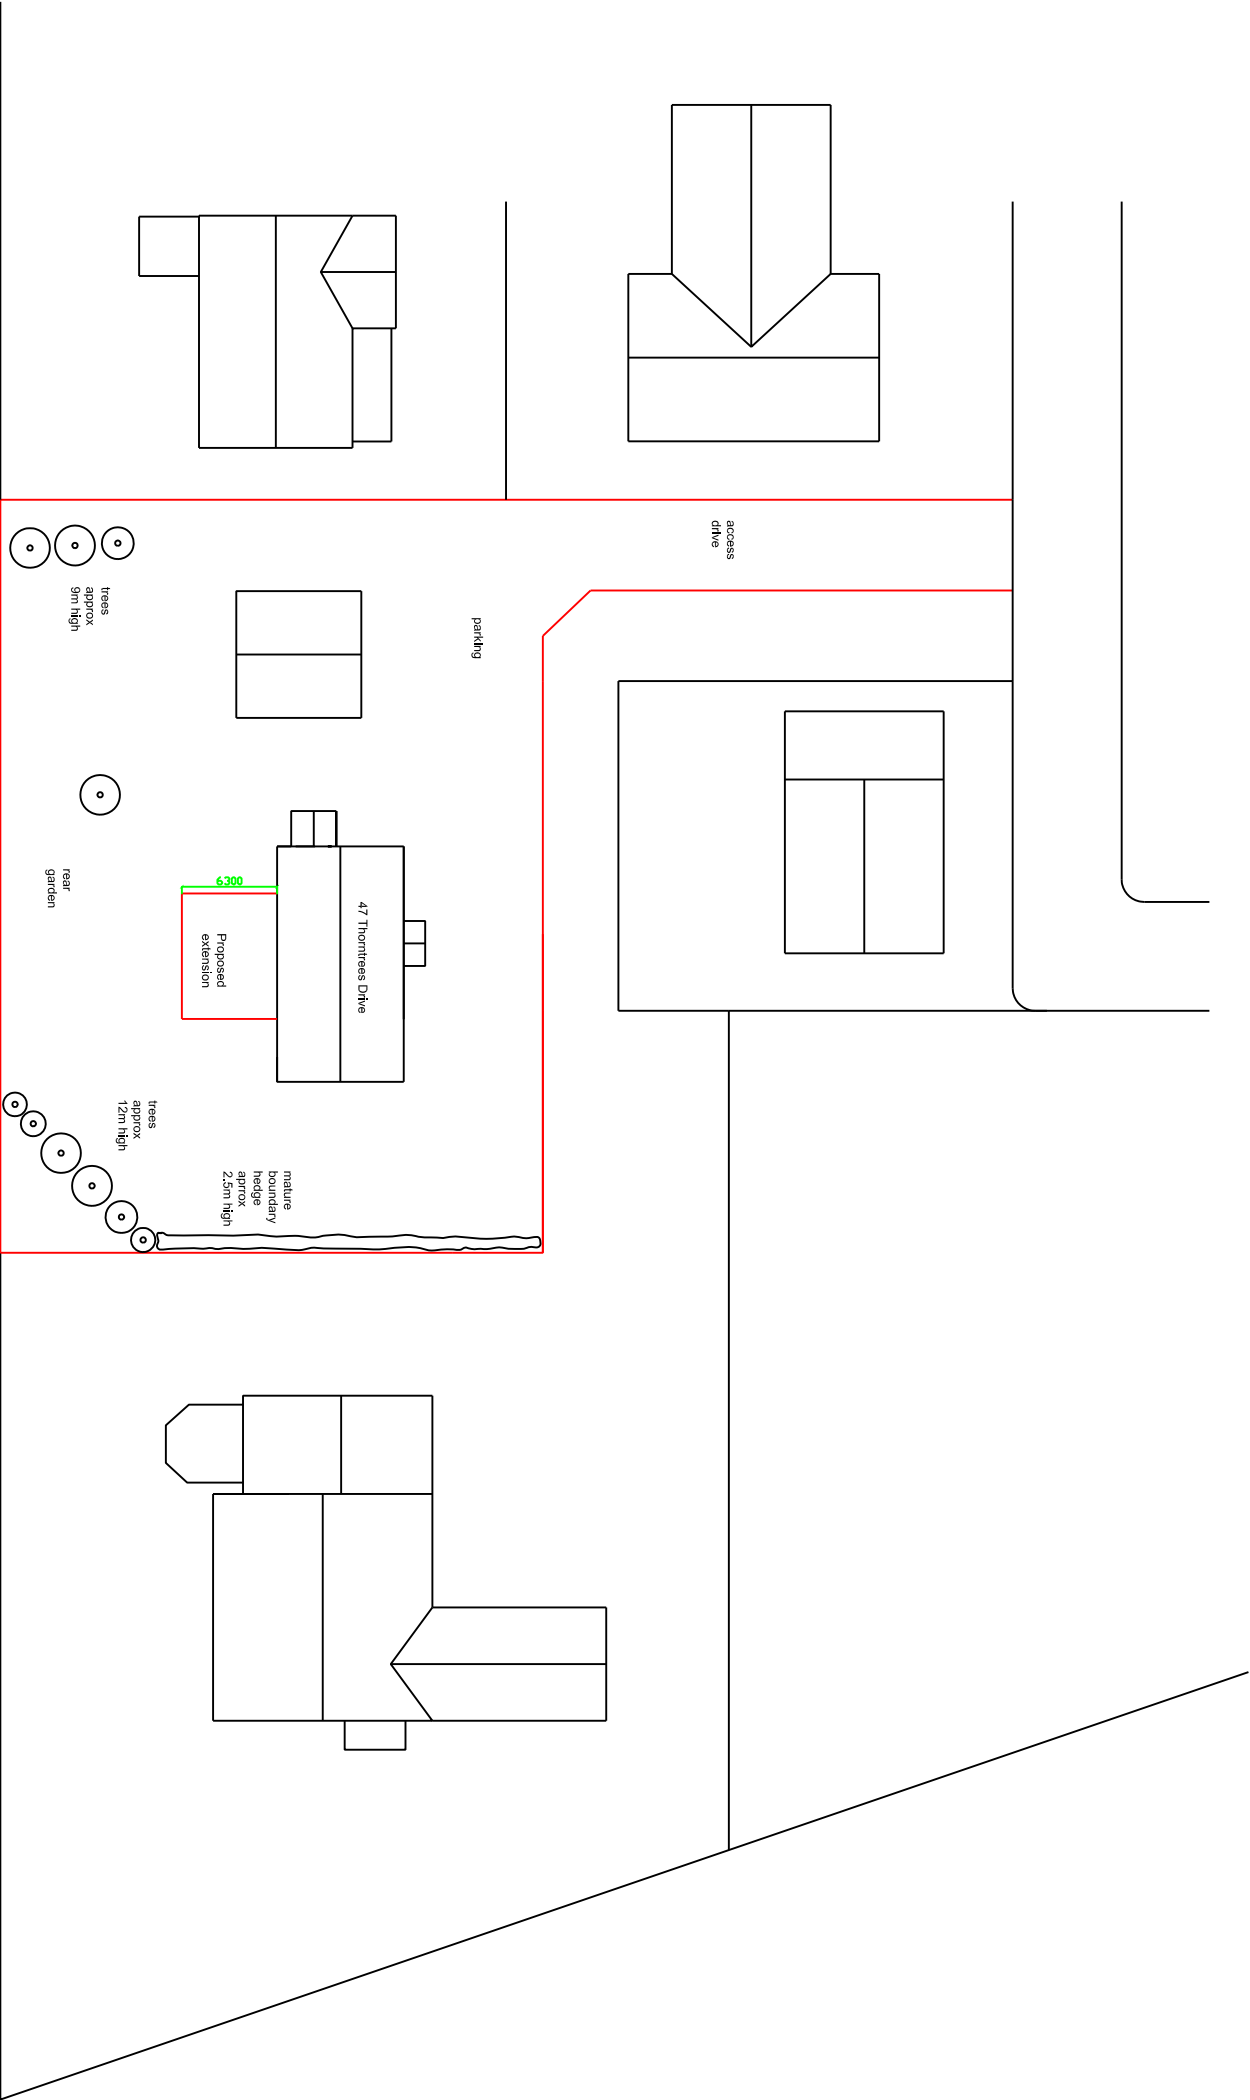 access
drive
parking
trees
approx
9m high
rear
garden
6300
Proposed
extension
47 Thorntrees Drive
trees
approx
12m high
mature
boundary
hedge
aprrox
2.5m high